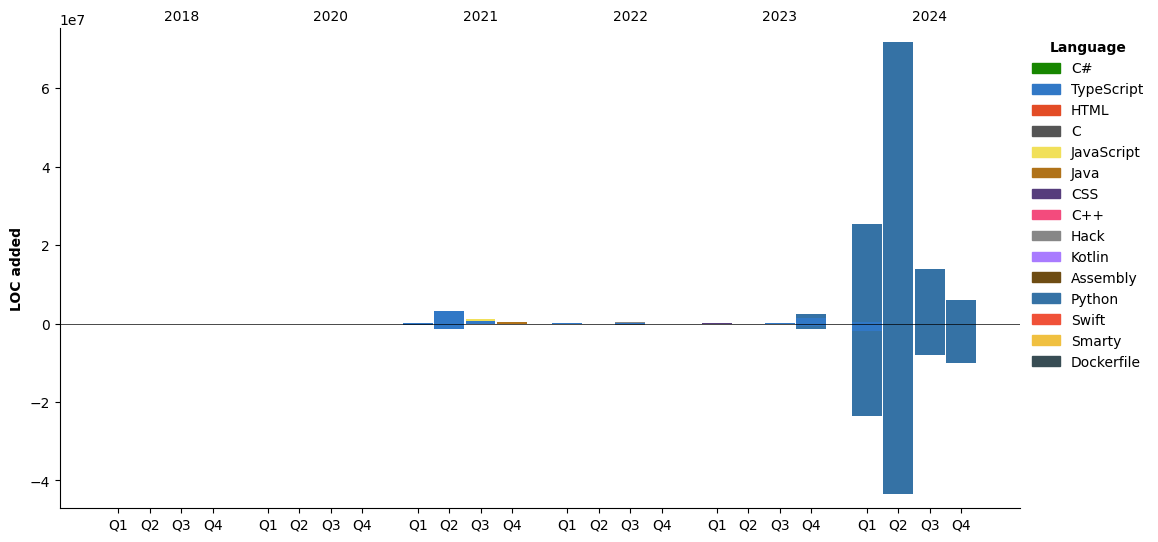 2018 2020 2021 2022 2023 2024
1e7
LOC added
6
4
2
0
−2
−4
Q1 Q2 Q3 Q4 Q1 Q2 Q3 Q4 Q1 Q2 Q3 Q4 Q1 Q2 Q3 Q4 Q1 Q2 Q3 Q4 Q1 Q2 Q3 Q4
Language
C#
TypeScript
HTML
C
JavaScript
Java
CSS
C++
Hack
Kotlin
Assembly
Python
Swift
Smarty
Dockerfile